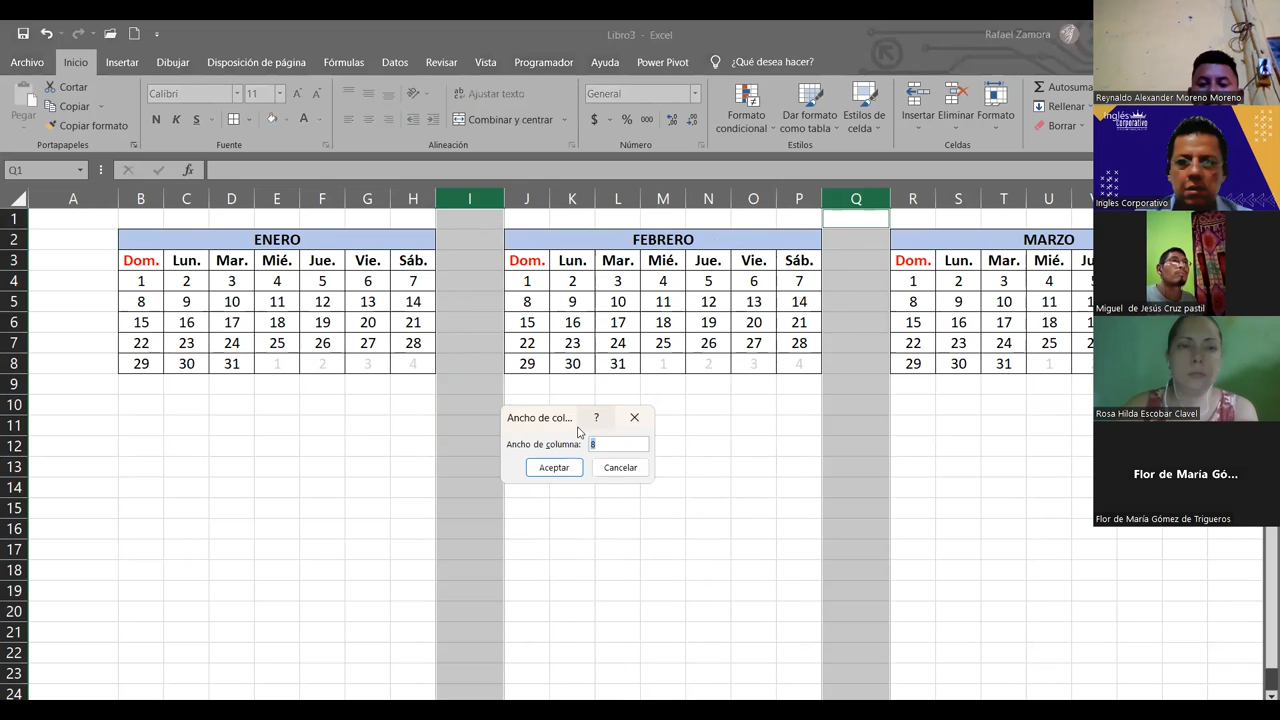 Libro3 - Excel
Rafael Zamora
Archivo Inicio Insertar Dibujar Disposición de página Fórmulas Datos Revisar Vista Programador Ayuda Power Pivot ¿Qué desea hacer?
Pegar
Cortar
Copiar
Copiar formato
Portapapeles
Calibri 11
N K S
Fuente
Ajustar texto
Combinar y centrar
Alineación
General
$ % 000
Número
Formato condicional
Dar formato como tabla
Estilos de celda
Estilos
Insertar Eliminar Formato
Celdas
Autosuma
Rellenar
Borrar
Q1
fx
A B C D E F G H I J K L M N O P Q R S T U V
1
2 ENERO FEBRERO MARZO
3 Dom. Lun. Mar. Mié. Jue. Vie. Sáb. Dom. Lun. Mar. Mié. Jue. Vie. Sáb. Dom. Lun. Mar. Mié.
4 1 2 3 4 5 6 7 1 2 3 4 5 6 7 1 2 3 4
5 8 9 10 11 12 13 14 8 9 10 11 12 13 14 8 9 10 11
6 15 16 17 18 19 20 21 15 16 17 18 19 20 21 15 16 17 18
7 22 23 24 25 26 27 28 22 23 24 25 26 27 28 22 23 24 25
8 29 30 31 1 2 3 4 29 30 31 1 2 3 4 29 30 31 1
9
10
11
12
13
14
15
16
17
18
19
20
21
22
23
24
Ancho de col... ?
Ancho de columna: 8
Aceptar Cancelar
Reynaldo Alexander Moreno Moreno
Inglés Corporativo
Ingles Corporativo
Miguel de Jesús Cruz pastil
Rosa Hilda Escobar Clavel
Flor de María Gó...
Flor de María Gómez de Trigueros